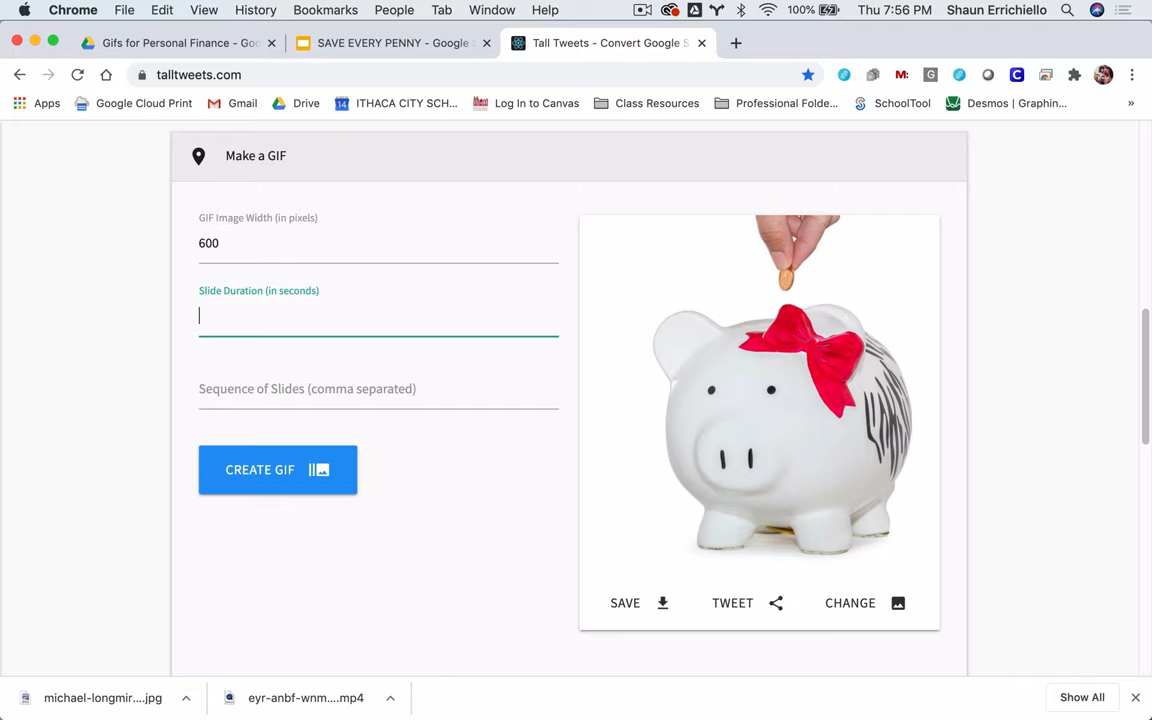 Chrome File Edit View History Bookmarks People Tab Window Help 100% Thu 7:56 PM Shaun Errichiello
Gifs for Personal Finance - Goo
SAVE EVERY PENNY - Google
Tall Tweets - Convert Google S
talltweets.com
M:
G
C
Apps Google Cloud Print Gmail Drive 14 ITHACA CITY SCH... Log In to Canvas Class Resources Professional Folde... SchoolTool Desmos | Graphin... »
Make a GIF
GIF Image Width (in pixels)
600
Slide Duration (in seconds)
Sequence of Slides (comma separated)
CREATE GIF
SAVE TWEET CHANGE
michael-longmir....jpg
eyr-anbf-wnm....mp4
Show All